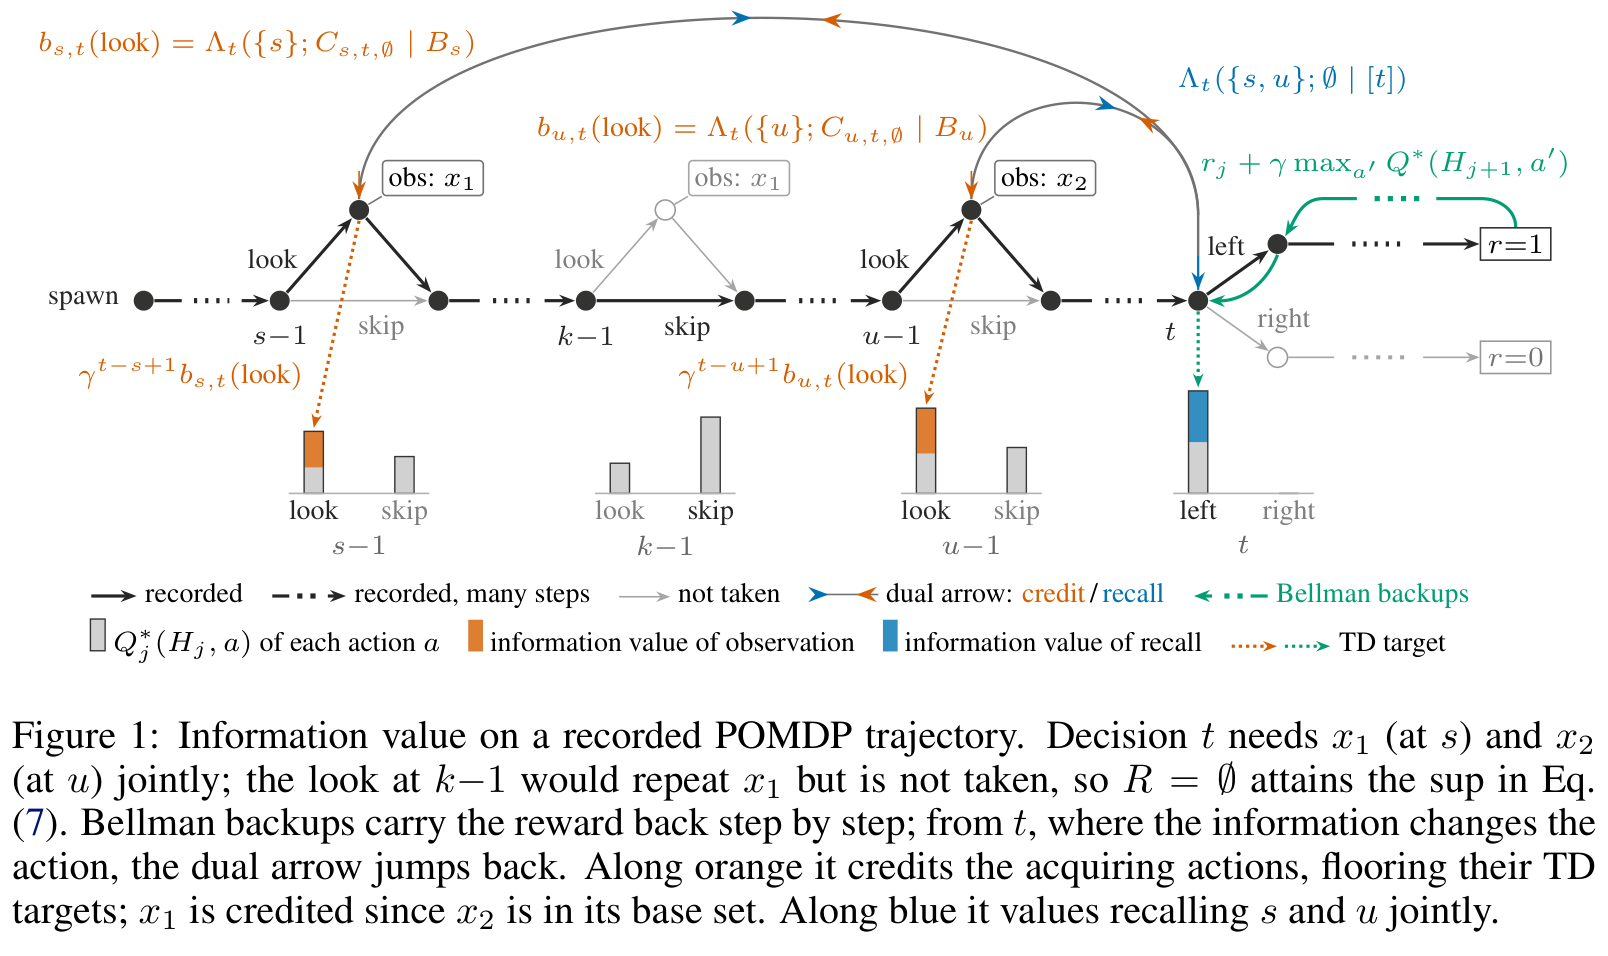 b_{s,t}(look) = Λ_t({s}; C_{s,t,∅} | B_s)
Λ_t({s, u}; ∅ | [t])
b_{u,t}(look) = Λ_t({u}; C_{u,t,∅} | B_u)
r_j + γ max_{a′} Q*(H_{j+1}, a′)
obs: x₁
obs: x₁
obs: x₂
look
look
look
left
r=1
spawn
s−1
skip
k−1
skip
u−1
skip
t
right
r=0
γ^{t−s+1} b_{s,t}(look)
γ^{t−u+1} b_{u,t}(look)
look skip
look skip
look skip
left right
s−1
k−1
u−1
t
recorded recorded, many steps not taken dual arrow: credit/recall Bellman backups
Q*_j(H_j, a) of each action a information value of observation information value of recall TD target
Figure 1: Information value on a recorded POMDP trajectory. Decision t needs x₁ (at s) and x₂
(at u) jointly; the look at k−1 would repeat x₁ but is not taken, so R = ∅ attains the sup in Eq.
(7). Bellman backups carry the reward back step by step; from t, where the information changes the
action, the dual arrow jumps back. Along orange it credits the acquiring actions, flooring their TD
targets; x₁ is credited since x₂ is in its base set. Along blue it values recalling s and u jointly.